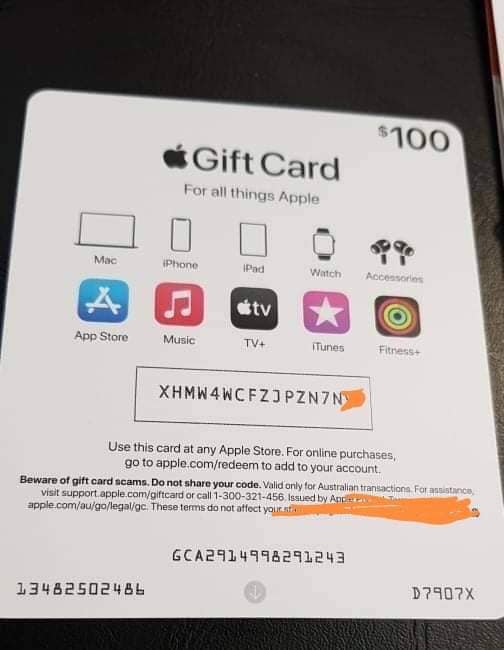 $100
Gift Card
For all things Apple
Mac iPhone iPad Watch Accessories
tv
App Store Music TV+ iTunes Fitness+
XHMW4WCFZJPZN7N
Use this card at any Apple Store. For online purchases,
go to apple.com/redeem to add to your account.
Beware of gift card scams. Do not share your code. Valid only for Australian transactions. For assistance,
visit support.apple.com/giftcard or call 1-300-321-456. Issued by Apple
apple.com/au/go/legal/gc. These terms do not affect your
GCA2914998291243
13482502486 D7907X